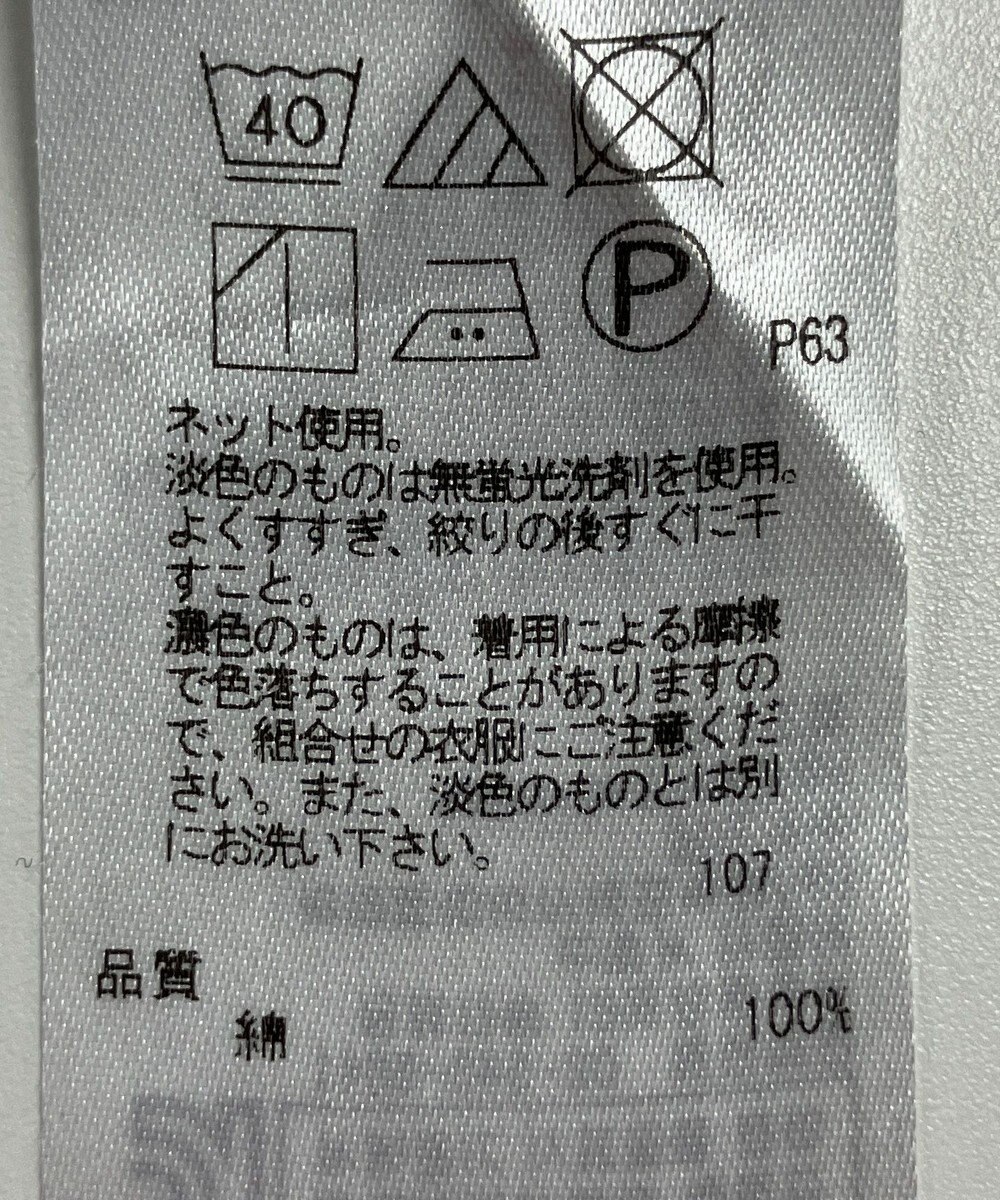 40
P
P63
ネット使用。
淡色のものは無蛍光洗剤を使用。
よくすすぎ、絞りの後すぐに干
すこと。
濃色のものは、着用による摩擦
で色落ちすることがありますの
で、組合せの衣服にご注意くだ
さい。また、淡色のものとは別
にお洗い下さい。
107
品質
綿 100%